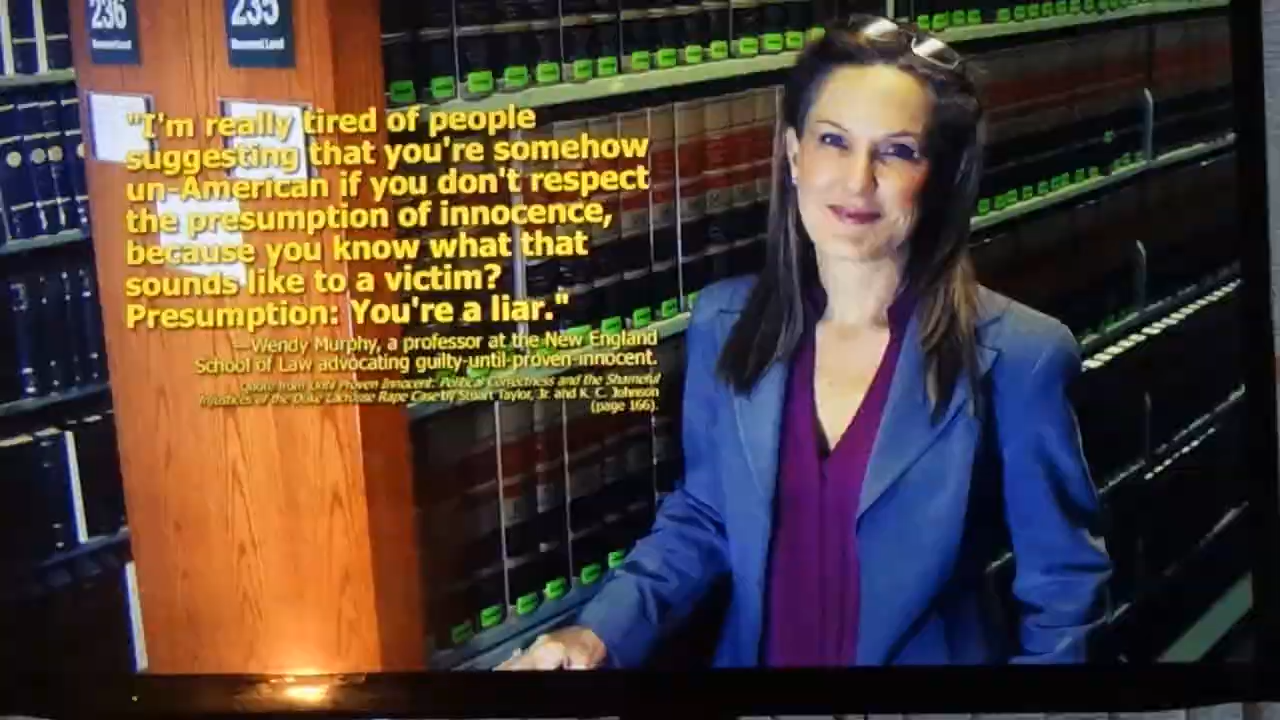 236
235
"I'm really tired of people
suggesting that you're somehow
un-American if you don't respect
the presumption of innocence,
because you know what that
sounds like to a victim?
Presumption: You're a liar."
—Wendy Murphy, a professor at the New England
School of Law advocating guilty-until-proven-innocent.
Quote from Until Proven Innocent: Political Correctness and the Shameful
Injustices of the Duke Lacrosse Rape Case by Stuart Taylor, Jr. and K. C. Johnson
(page 166).